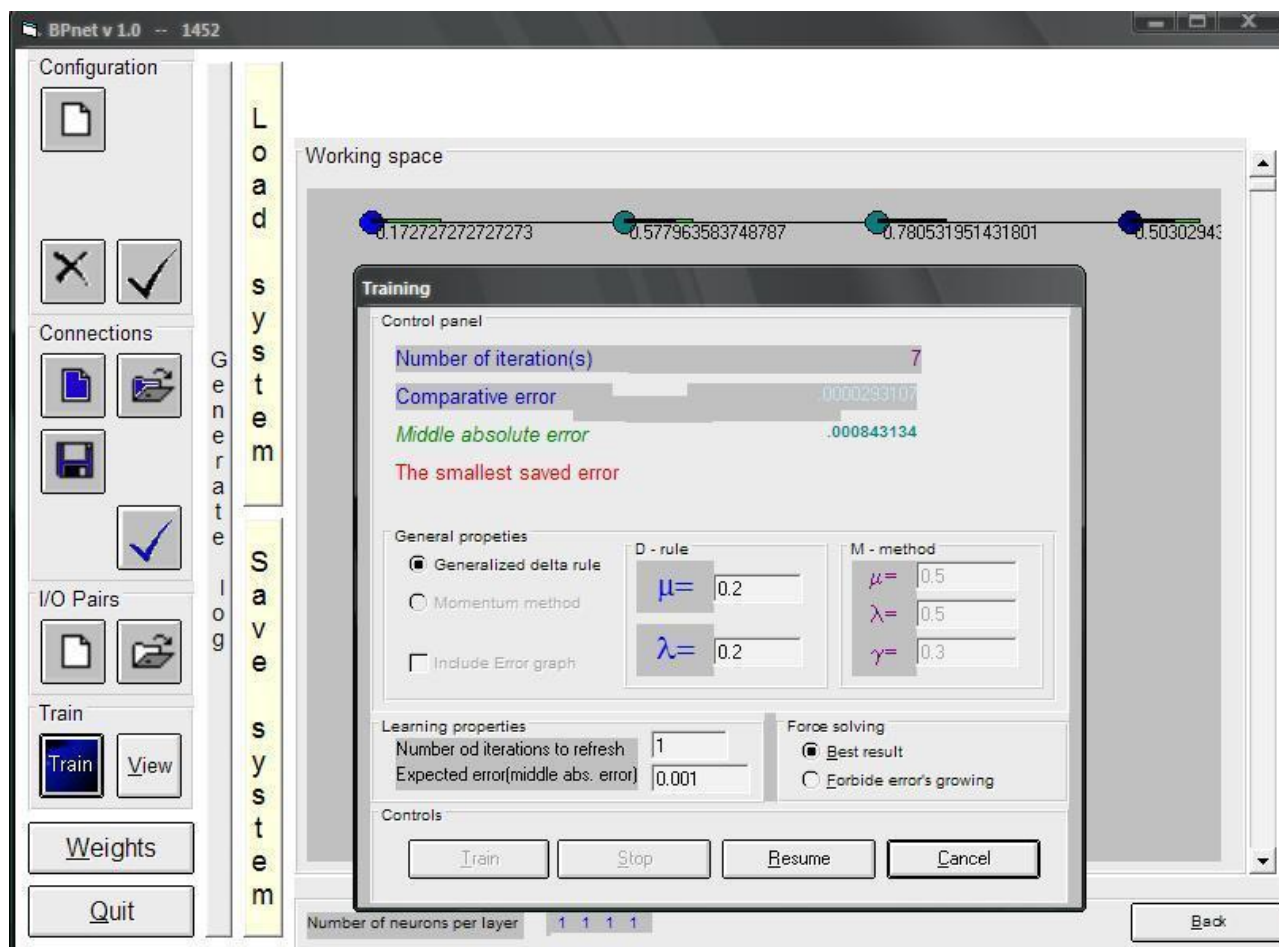 BPnet v 1.0 -- 1452
Configuration
Connections
I/O Pairs
Train
Train
View
Weights
Quit
Generate log
Load system
Save system
Working space
0.172727272727273 0.577963583748787 0.780531951431801 0.50302943
Training
Control panel
Number of iteration(s) 7
Comparative error .0000293107
Middle absolute error .000843134
The smallest saved error
General propeties
Generalized delta rule
Momentum method
Include Error graph
D - rule
μ= 0.2
λ= 0.2
M - method
μ= 0.5
λ= 0.5
γ= 0.3
Learning properties
Number od iterations to refresh 1
Expected error(middle abs. error) 0.001
Force solving
Best result
Forbide error's growing
Controls
Train Stop Resume Cancel
Number of neurons per layer 1 1 1 1
Back